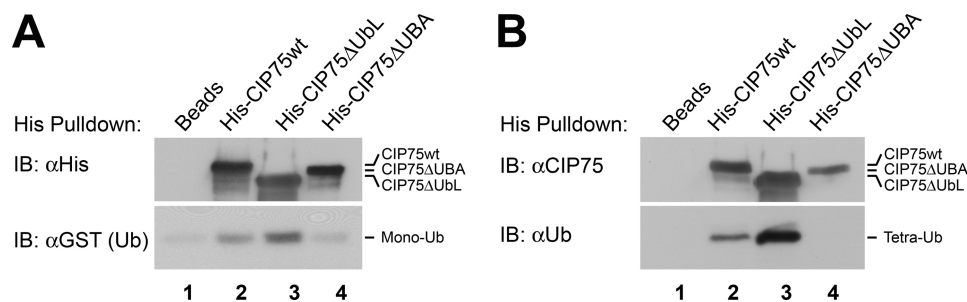 A
Beads
His-CIP75wt
His-CIP75ΔUbL
His-CIP75ΔUBA
His Pulldown:
IB: αHis
CIP75wt
CIP75ΔUBA
CIP75ΔUbL
IB: αGST (Ub)
Mono-Ub
1 2 3 4
B
Beads
His-CIP75wt
His-CIP75ΔUbL
His-CIP75ΔUBA
His Pulldown:
IB: αCIP75
CIP75wt
CIP75ΔUBA
CIP75ΔUbL
IB: αUb
Tetra-Ub
1 2 3 4